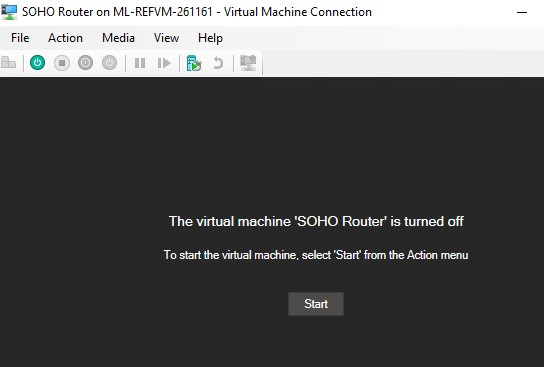 SOHO Router on ML-REFVM-261161 - Virtual Machine Connection
File Action Media View Help
The virtual machine 'SOHO Router' is turned off
To start the virtual machine, select 'Start' from the Action menu
Start